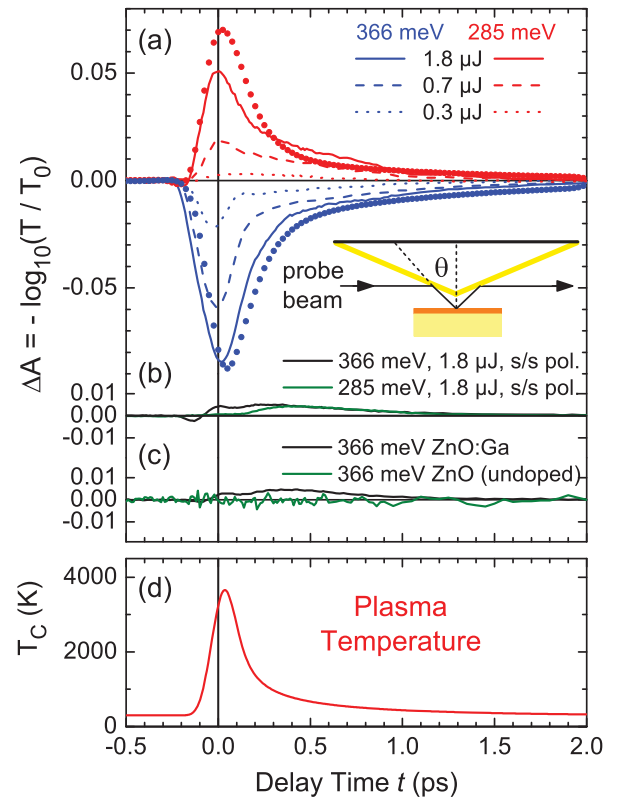 (a)
366 meV 285 meV
1.8 µJ
0.7 µJ
0.3 µJ
0.05
0.00
-0.05
ΔA = - log10(T / T0)
θ
probe
beam
(b)
366 meV, 1.8 µJ, s/s pol.
285 meV, 1.8 µJ, s/s pol.
0.01
0.00
-0.01
(c)
366 meV ZnO:Ga
366 meV ZnO (undoped)
0.01
0.00
-0.01
(d)
Plasma
Temperature
4000
2000
0
TC (K)
-0.5 0.0 0.5 1.0 1.5 2.0
Delay Time t (ps)